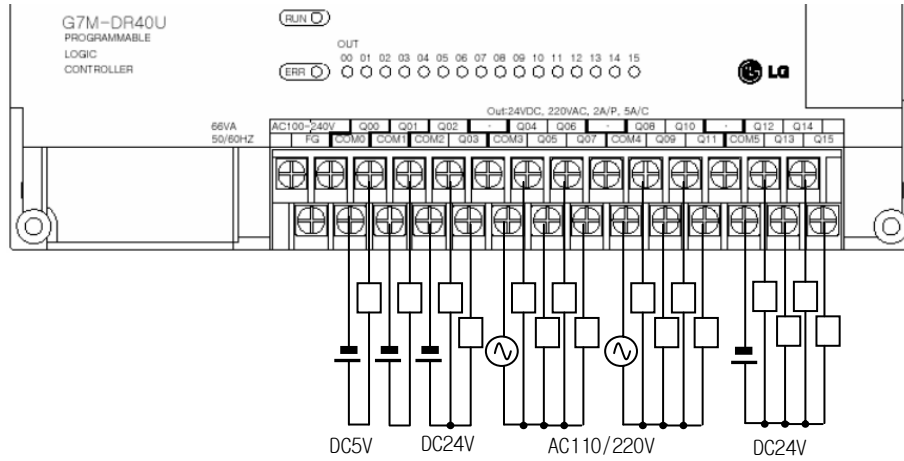 G7M-DR40U
PROGRAMMABLE
LOGIC
CONTROLLER
RUN
ERR
OUT
00 01 02 03 04 05 06 07 08 09 10 11 12 13 14 15
LG
Out:24VDC, 220VAC, 2A/P, 5A/C
66VA
50/60HZ
AC100-240V Q00 Q01 Q02 · Q04 Q06 · Q08 Q10 · Q12 Q14
FG COM0 COM1 COM2 Q03 COM3 Q05 Q07 COM4 Q09 Q11 COM5 Q13 Q15
DC5V DC24V AC110/220V DC24V